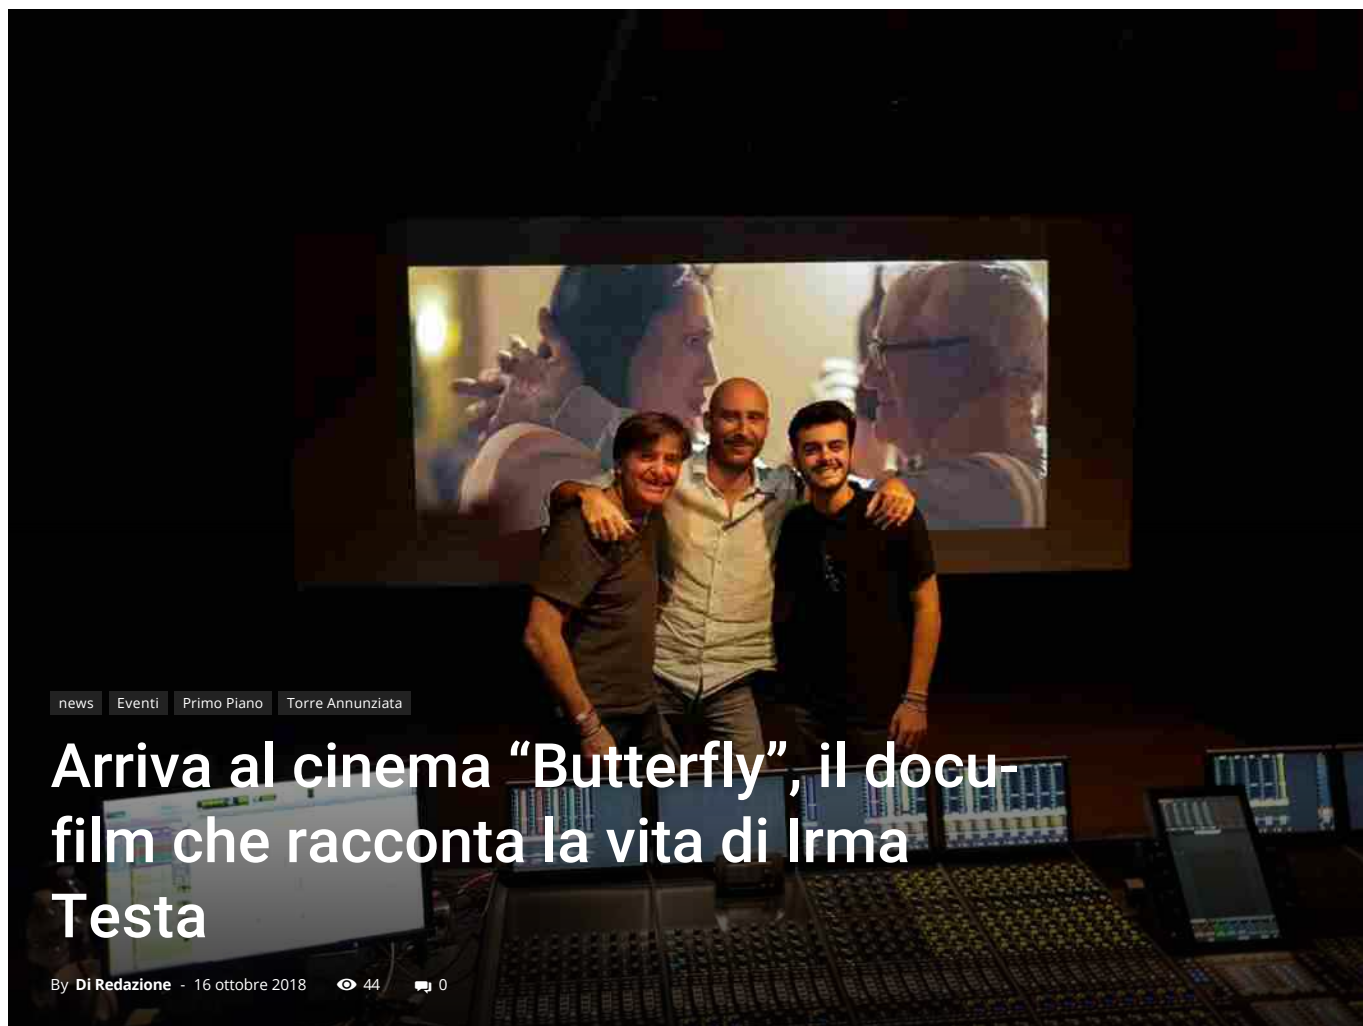 news Eventi Primo Piano Torre Annunziata
Arriva al cinema “Butterfly”, il docu-
film che racconta la vita di Irma
Testa
By Di Redazione - 16 ottobre 2018 44 0